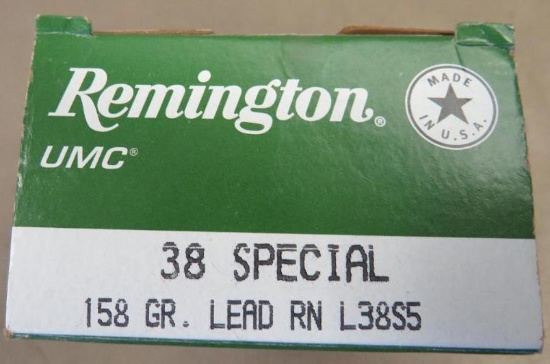 Remington®
UMC®
MADE IN U.S.A.
38 SPECIAL
158 GR. LEAD RN L38S5